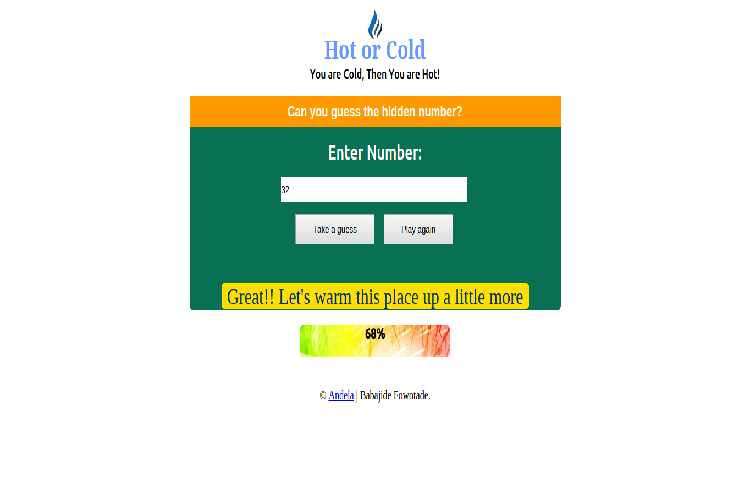 Hot or Cold
You are Cold, Then You are Hot!
Can you guess the hidden number?
Enter Number:
32
Take a guess Play again
Great!! Let's warm this place up a little more
68%
© Andela | Babajide Fowotade.